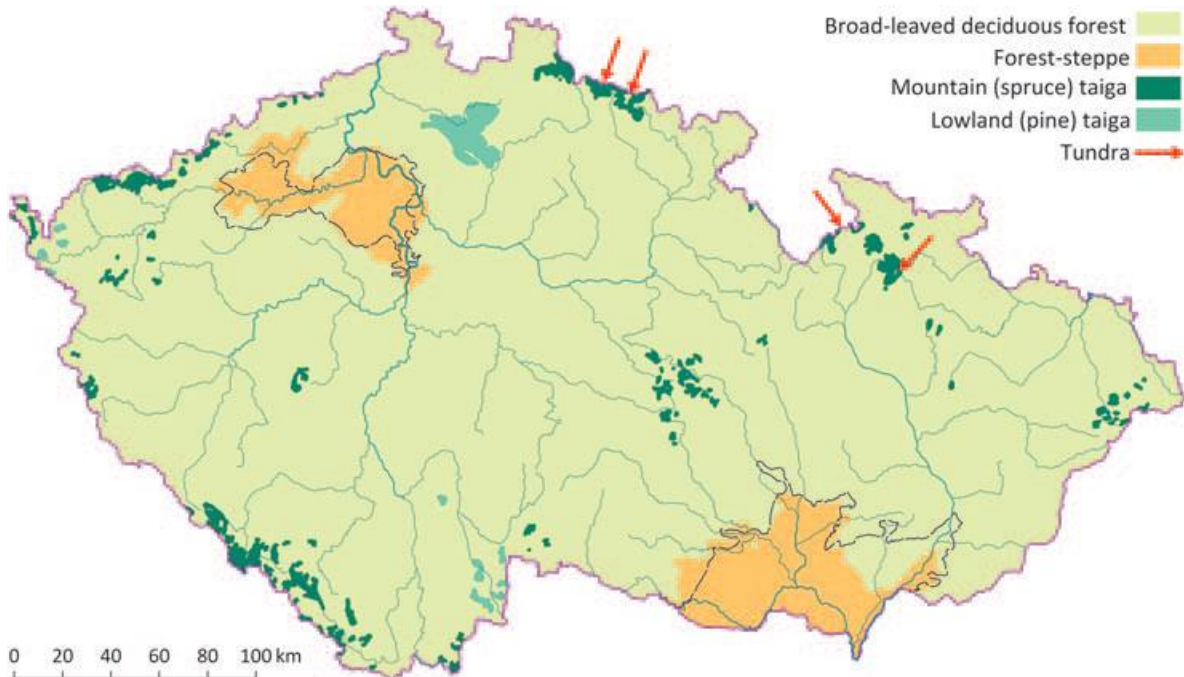 Broad-leaved deciduous forest
Forest-steppe
Mountain (spruce) taiga
Lowland (pine) taiga
Tundra
0 20 40 60 80 100 km